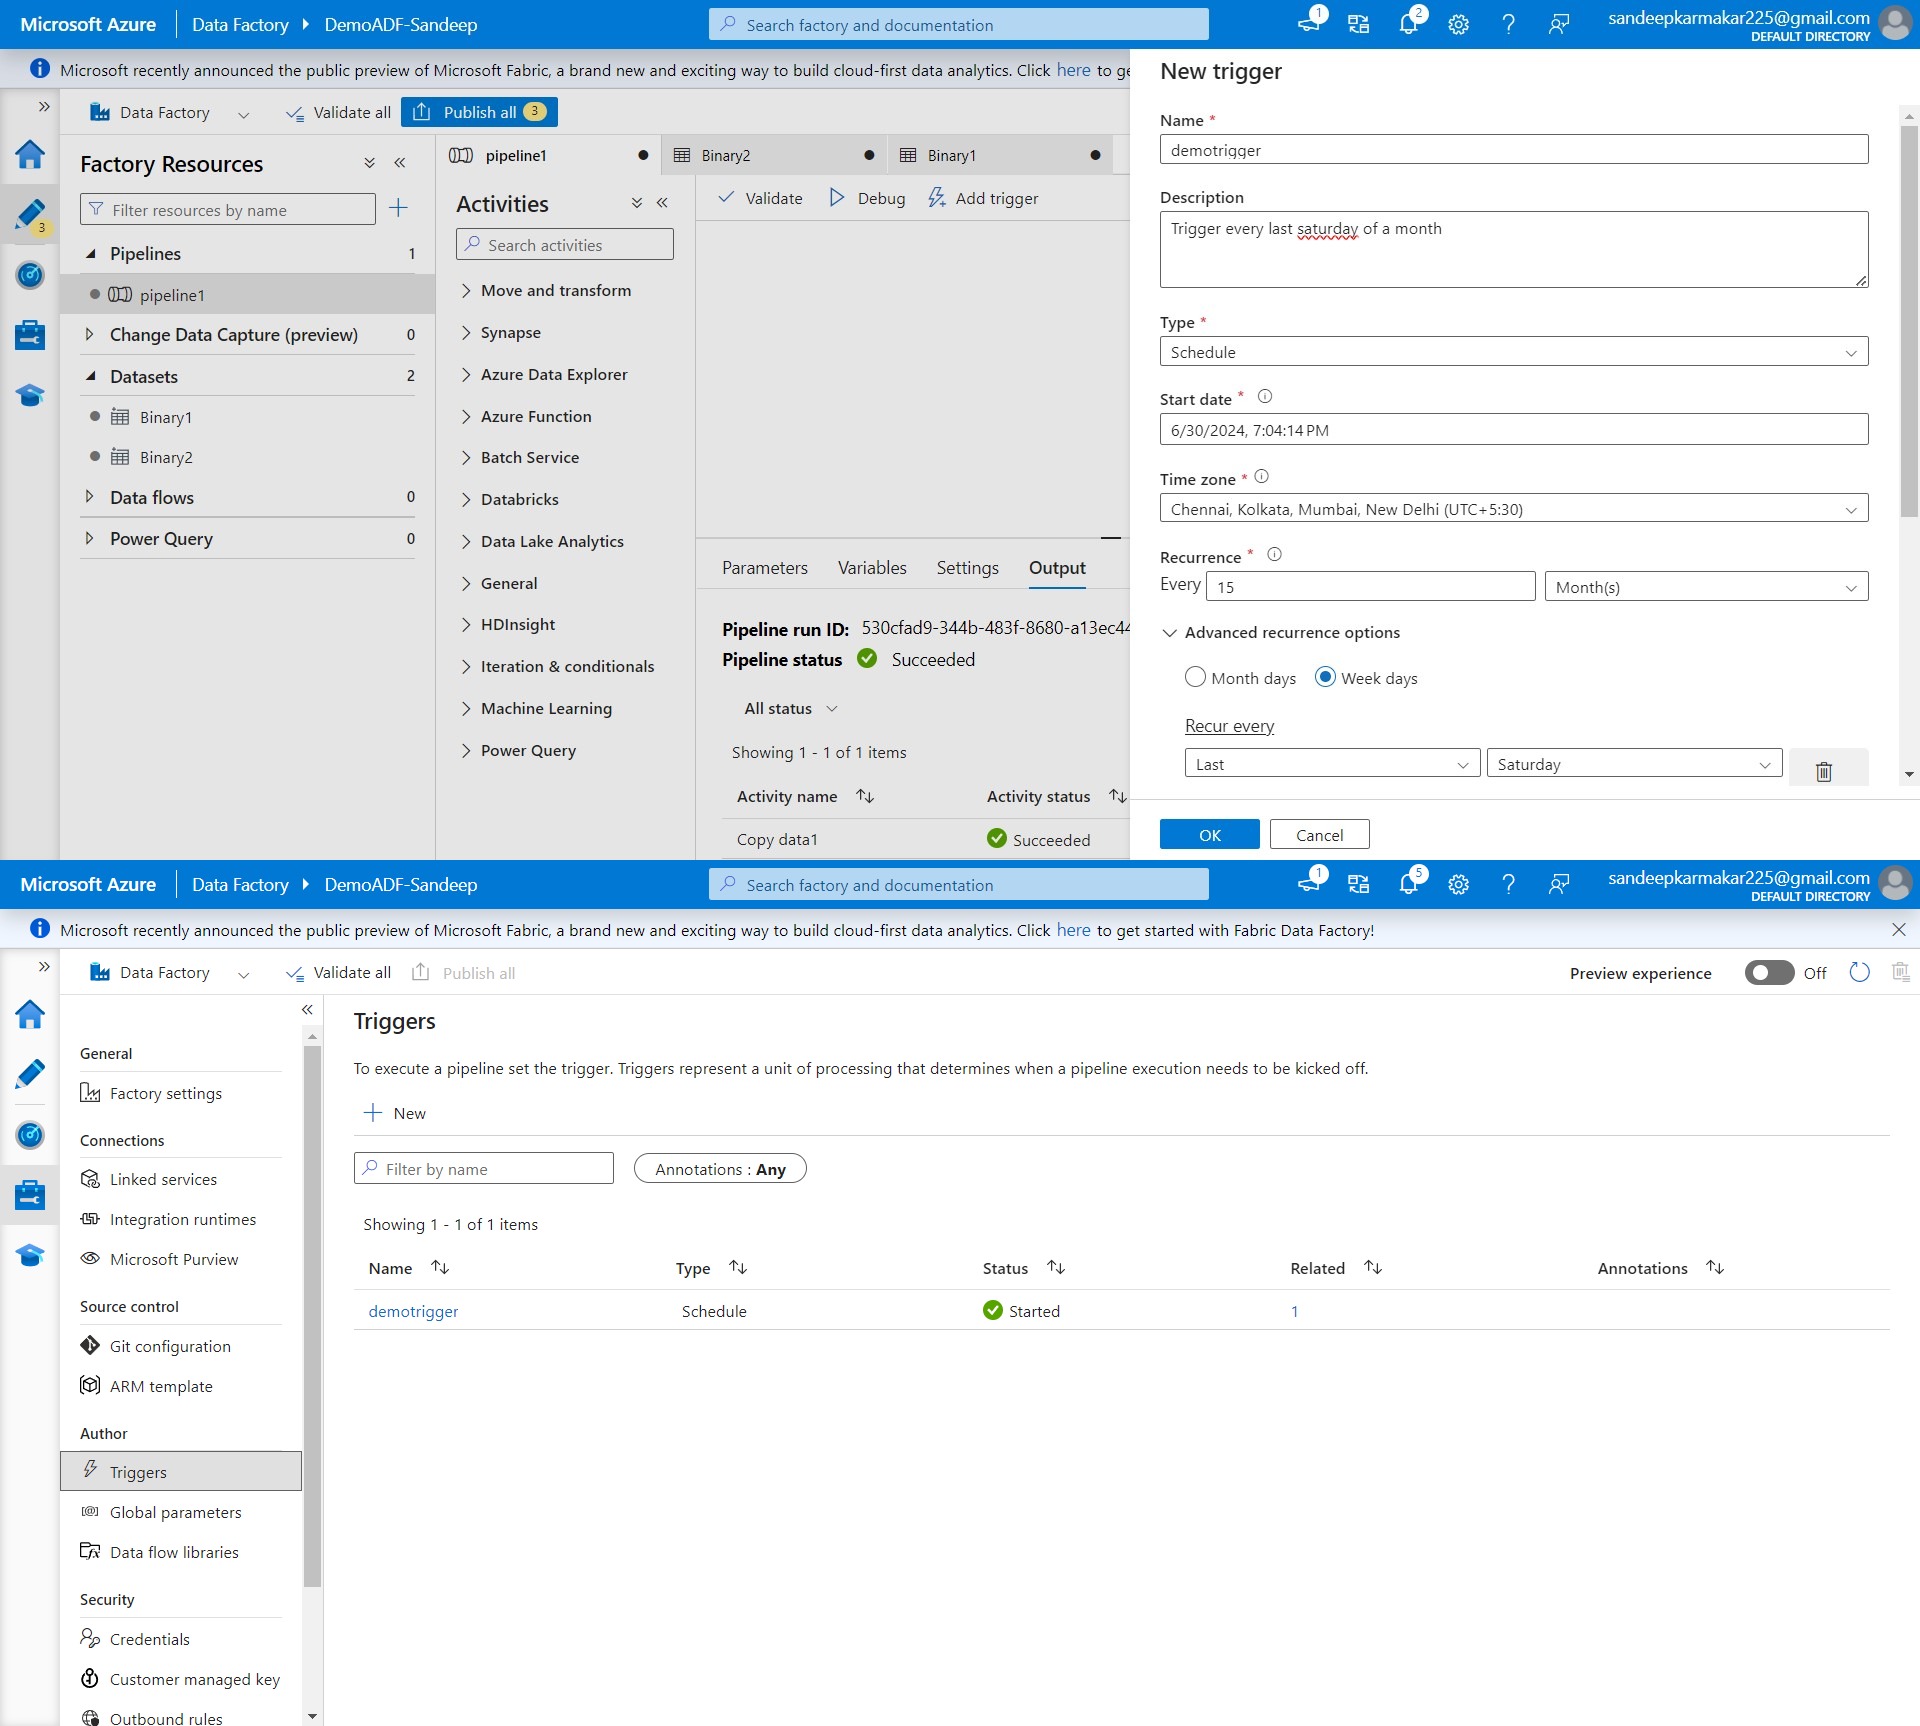 Microsoft Azure Data Factory DemoADF-Sandeep
Search factory and documentation
1
2
sandeepkarmakar225@gmail.com
DEFAULT DIRECTORY
Microsoft recently announced the public preview of Microsoft Fabric, a brand new and exciting way to build cloud-first data analytics. Click here to ge
Data Factory Validate all Publish all 3
3
Factory Resources
Filter resources by name
Pipelines 1
pipeline1
Change Data Capture (preview) 0
Datasets 2
Binary1
Binary2
Data flows 0
Power Query 0
pipeline1 Binary2 Binary1
Activities
Search activities
Move and transform
Synapse
Azure Data Explorer
Azure Function
Batch Service
Databricks
Data Lake Analytics
General
HDInsight
Iteration & conditionals
Machine Learning
Power Query
Validate Debug Add trigger
Parameters Variables Settings Output
Pipeline run ID: 530cfad9-344b-483f-8680-a13ec44
Pipeline status Succeeded
All status
Showing 1 - 1 of 1 items
Activity name Activity status
Copy data1 Succeeded
New trigger
Name *
demotrigger
Description
Trigger every last saturday of a month
Type *
Schedule
Start date *
6/30/2024, 7:04:14 PM
Time zone *
Chennai, Kolkata, Mumbai, New Delhi (UTC+5:30)
Recurrence *
Every 15 Month(s)
Advanced recurrence options
Month days Week days
Recur every
Last Saturday
OK Cancel
Microsoft Azure Data Factory DemoADF-Sandeep
Search factory and documentation
1
5
sandeepkarmakar225@gmail.com
DEFAULT DIRECTORY
Microsoft recently announced the public preview of Microsoft Fabric, a brand new and exciting way to build cloud-first data analytics. Click here to get started with Fabric Data Factory!
Data Factory Validate all Publish all
Preview experience Off
General
Factory settings
Connections
Linked services
Integration runtimes
Microsoft Purview
Source control
Git configuration
ARM template
Author
Triggers
Global parameters
Data flow libraries
Security
Credentials
Customer managed key
Outbound rules
Triggers
To execute a pipeline set the trigger. Triggers represent a unit of processing that determines when a pipeline execution needs to be kicked off.
New
Filter by name
Annotations : Any
Showing 1 - 1 of 1 items
Name Type Status Related Annotations
demotrigger Schedule Started 1